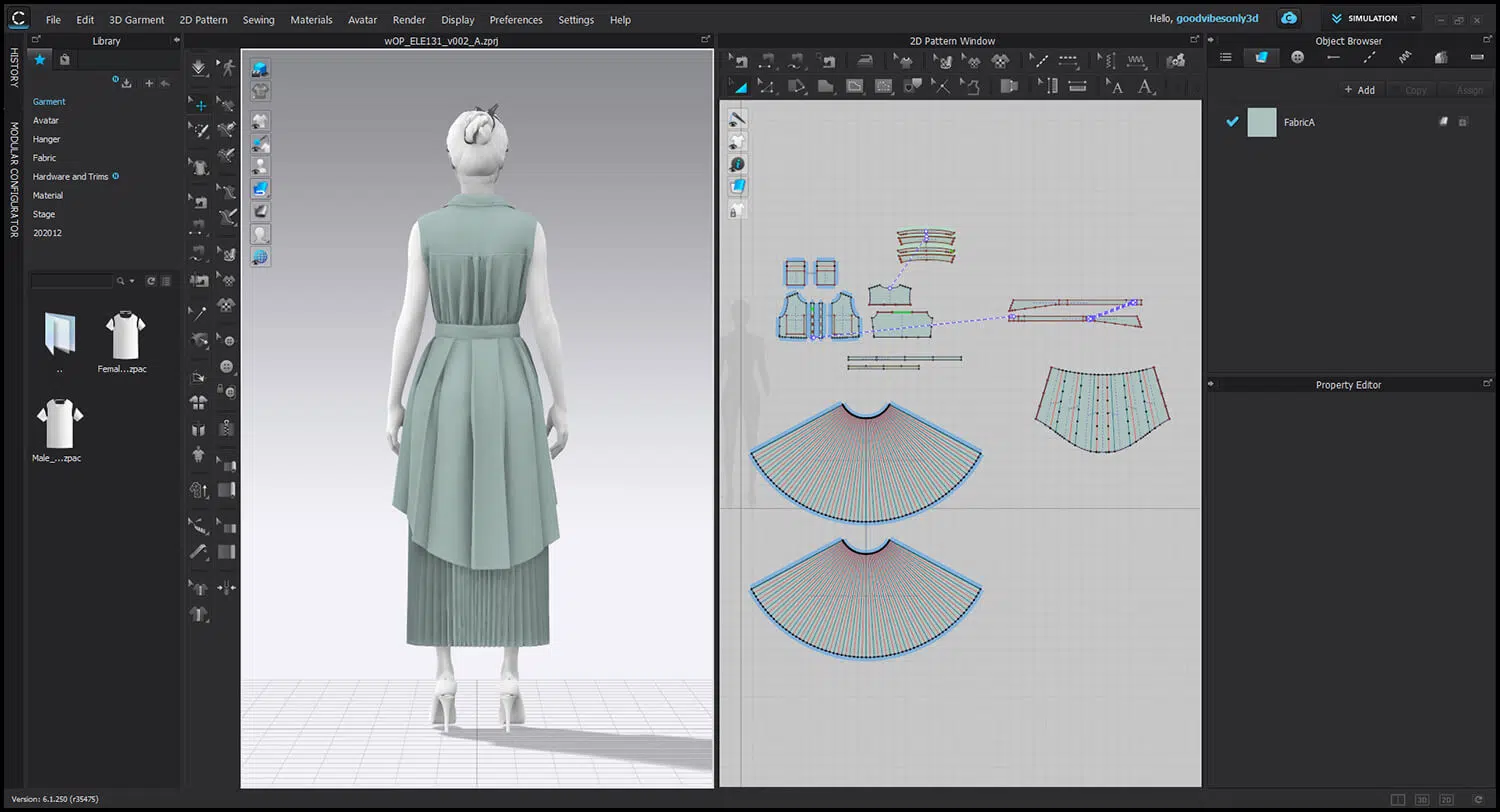 File Edit 3D Garment 2D Pattern Sewing Materials Avatar Render Display Preferences Settings Help
Hello, goodvibesonly3d
SIMULATION
HISTORY
MODULAR CONFIGURATOR
Library
Garment
Avatar
Hanger
Fabric
Hardware and Trims
Material
Stage
202012
..
Femal...zpac
Male_...zpac
wOP_ELE131_v002_A.zprj
2D Pattern Window
Object Browser
+ Add
Copy
Assign
FabricA
Property Editor
Version: 6.1.250 (r35475)
3D
2D